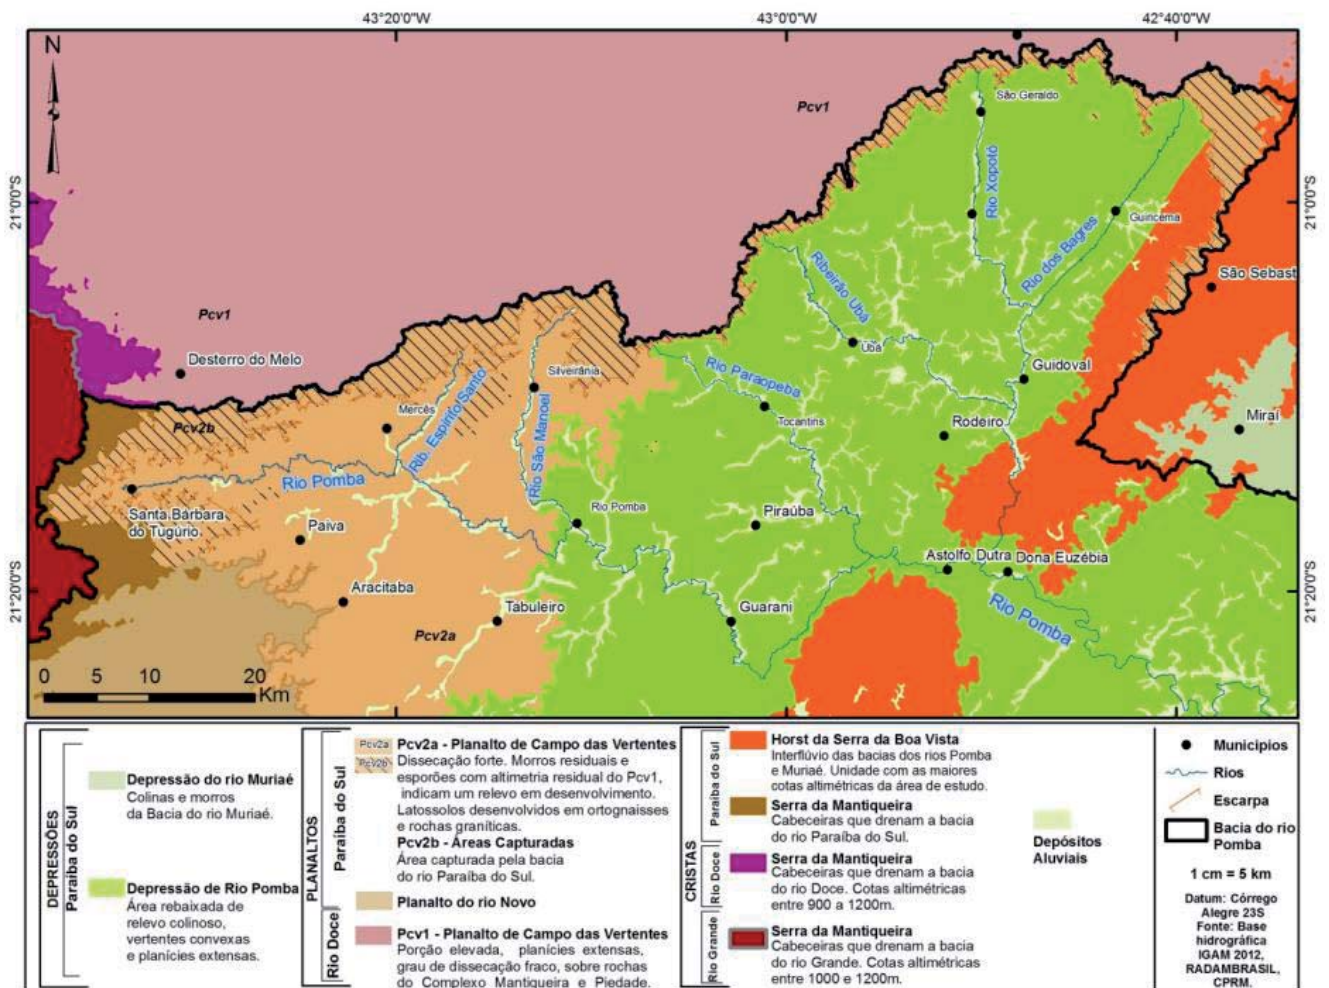 43°20'0"W
43°0'0"W
42°40'0"W
N
21°0'0"S
21°20'0"S
21°0'0"S
21°20'0"S
Pcv1
São Geraldo
Rio Xopotó
Guiricema
Rio dos Bagres
Ribeirão Ubá
São Sebast
Pcv1
Desterro do Melo
Ubá
Guidoval
Silveirânia
Rio Paraopeba
Mercês
Rib. Espirito Santo
Tocantins
Rodeiro
Miraí
Pcv2b
Rio São Manoel
Rio Pomba
Santa Bárbara
do Tugúrio
Rio Pomba
Piraúba
Paiva
Astolfo Dutra
Dona Euzébia
Aracitaba
Tabuleiro
Guarani
Rio Pomba
Pcv2a
0 5 10 20
Km
DEPRESSÕES
Paraíba do Sul
Depressão do rio Muriaé
Colinas e morros
da Bacia do rio Muriaé.
Depressão de Rio Pomba
Área rebaixada de
relevo colinoso,
vertentes convexas
e planícies extensas.
PLANALTOS
Paraíba do Sul
Pcv2a
Pcv2b
Pcv2a - Planalto de Campo das Vertentes
Dissecação forte. Morros residuais e
esporões com altimetria residual do Pcv1,
indicam um relevo em desenvolvimento.
Latossolos desenvolvidos em ortognaisses
e rochas graníticas.
Pcv2b - Áreas Capturadas
Área capturada pela bacia
do rio Paraíba do Sul.
Planalto do rio Novo
Rio Doce
Pcv1 - Planalto de Campo das Vertentes
Porção elevada, planícies extensas,
grau de dissecação fraco, sobre rochas
do Complexo Mantiqueira e Piedade.
CRISTAS
Paraíba do Sul
Horst da Serra da Boa Vista
Interflúvio das bacias dos rios Pomba
e Muriaé. Unidade com as maiores
cotas altimétricas da área de estudo.
Serra da Mantiqueira
Cabeceiras que drenam a bacia
do rio Paraíba do Sul.
Rio Doce
Serra da Mantiqueira
Cabeceiras que drenam a bacia
do rio Doce. Cotas altimétricas
entre 900 a 1200m.
Rio Grande
Serra da Mantiqueira
Cabeceiras que drenam a bacia
do rio Grande. Cotas altimétricas
entre 1000 e 1200m.
Depósitos
Aluviais
Municípios
Rios
Escarpa
Bacia do rio
Pomba
1 cm = 5 km
Datum: Córrego
Alegre 23S
Fonte: Base
hidrográfica
IGAM 2012,
RADAMBRASIL,
CPRM.